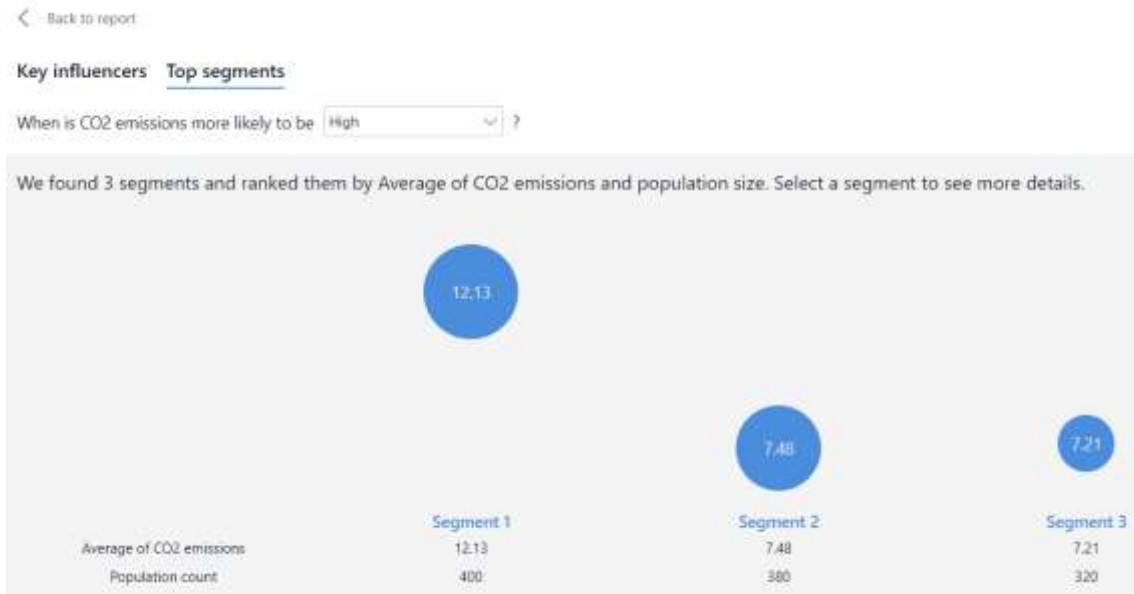 Back to report
Key influencers Top segments
When is CO2 emissions more likely to be High ?
We found 3 segments and ranked them by Average of CO2 emissions and population size. Select a segment to see more details.
12.13
7.48
7.21
Segment 1 Segment 2 Segment 3
Average of CO2 emissions 12.13 7.48 7.21
Population count 400 380 320